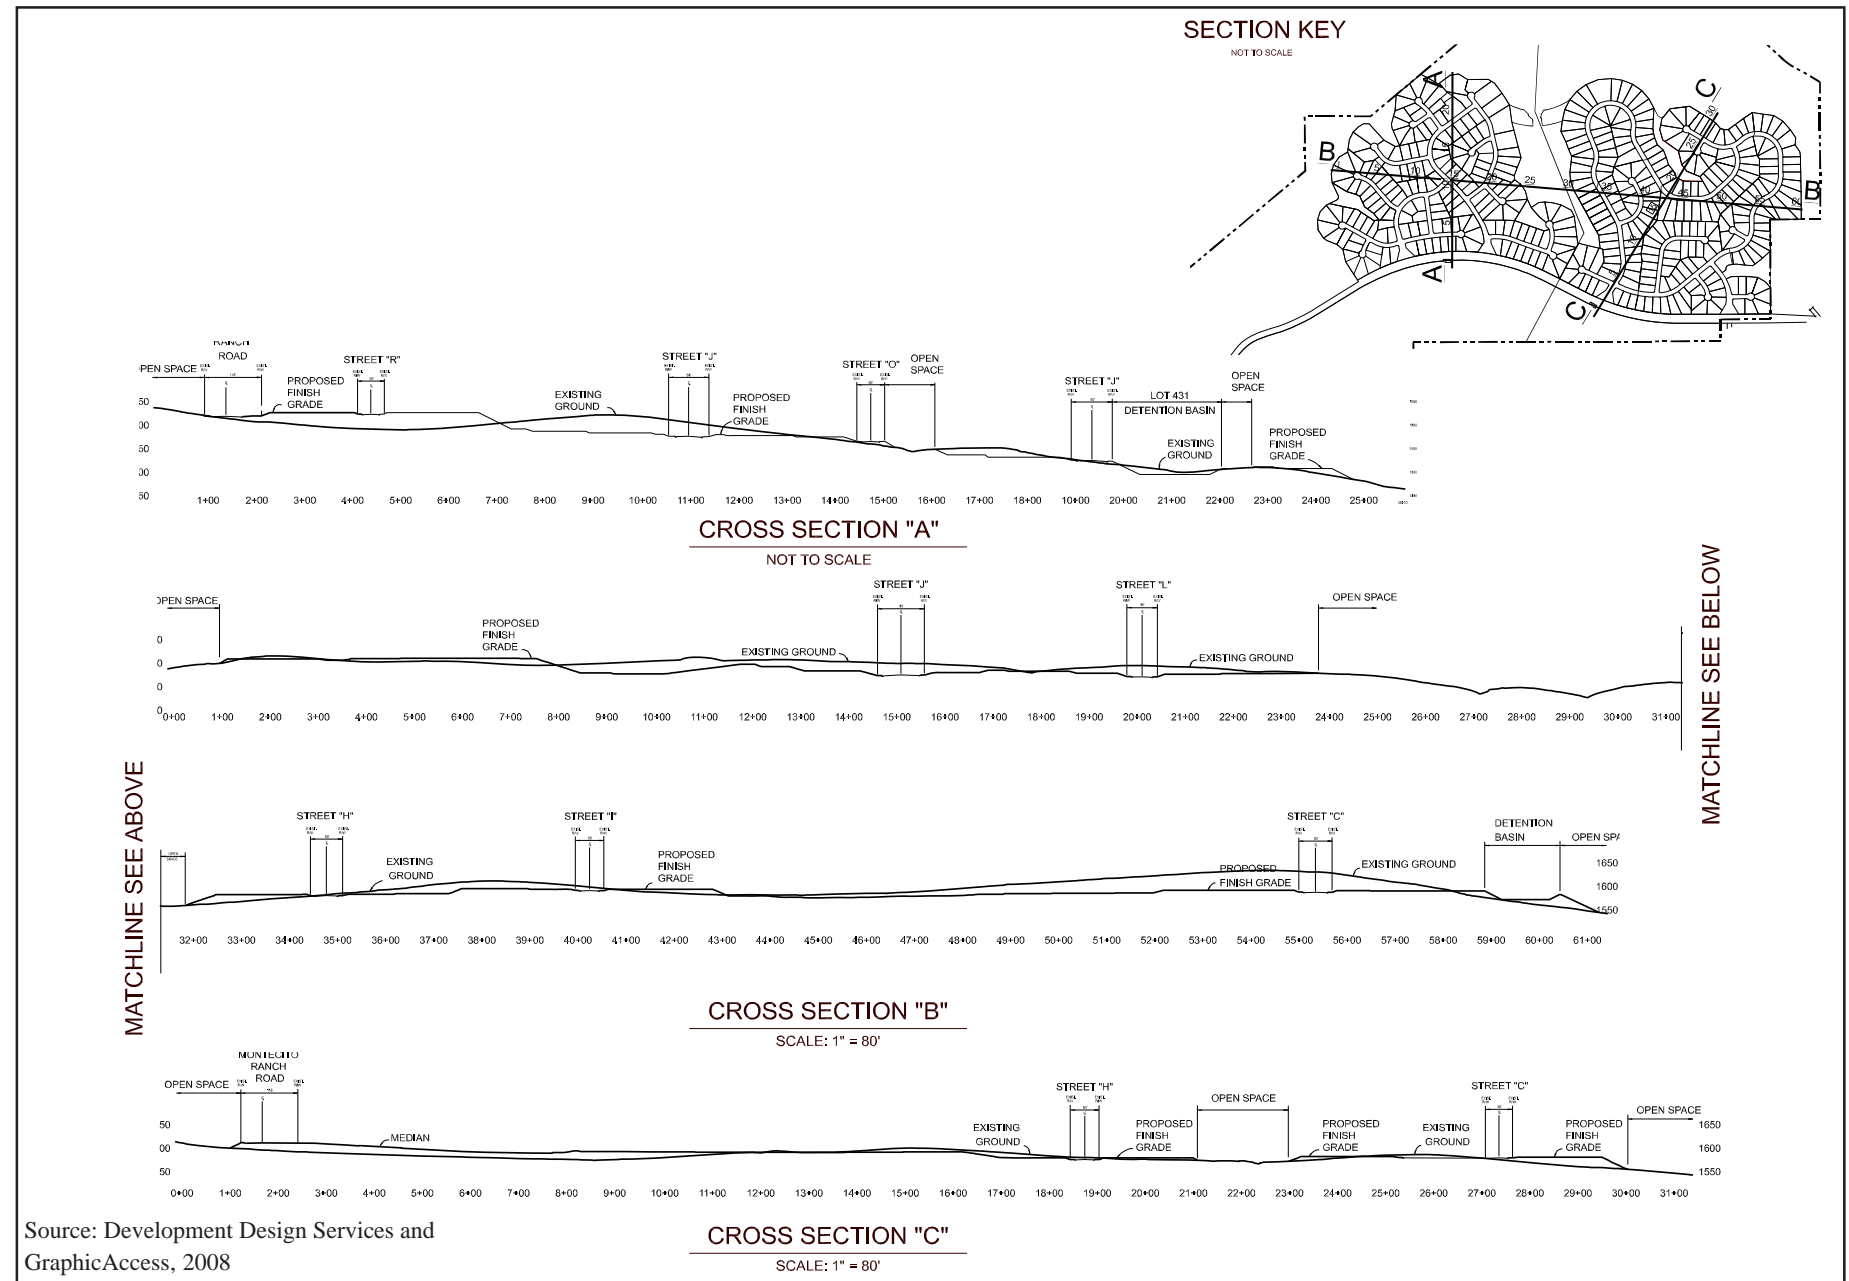 SECTION KEY
NOT TO SCALE
A
A
B
B
C
C
ROAD
PEN SPACE
PROPOSED
FINISH
GRADE
STREET "R"
EXISTING
GROUND
STREET "J"
PROPOSED
FINISH
GRADE
STREET "O"
OPEN
SPACE
STREET "J"
LOT 431
DETENTION BASIN
OPEN
SPACE
EXISTING
GROUND
PROPOSED
FINISH
GRADE
50
00
50
00
50
1+00 2+00 3+00 4+00 5+00 6+00 7+00 8+00 9+00 10+00 11+00 12+00 13+00 14+00 15+00 16+00 17+00 18+00 10+00 20+00 21+00 22+00 23+00 24+00 25+00
CROSS SECTION "A"
NOT TO SCALE
OPEN SPACE
PROPOSED
FINISH
GRADE
EXISTING GROUND
STREET "J"
STREET "L"
EXISTING GROUND
OPEN SPACE
0
0
0
0
0+00 1+00 2+00 3+00 4+00 5+00 6+00 7+00 8+00 9+00 10+00 11+00 12+00 13+00 14+00 15+00 16+00 17+00 18+00 19+00 20+00 21+00 22+00 23+00 24+00 25+00 26+00 27+00 28+00 29+00 30+00 31+00
MATCHLINE SEE BELOW
MATCHLINE SEE ABOVE
OPEN
SPACE
STREET "H"
EXISTING
GROUND
STREET "I"
PROPOSED
FINISH
GRADE
PROPOSED
FINISH GRADE
STREET "C"
EXISTING GROUND
DETENTION
BASIN
OPEN SPA
1650
1600
1550
32+00 33+00 34+00 35+00 36+00 37+00 38+00 39+00 40+00 41+00 42+00 43+00 44+00 45+00 46+00 47+00 48+00 49+00 50+00 51+00 52+00 53+00 54+00 55+00 56+00 57+00 58+00 59+00 60+00 61+00
CROSS SECTION "B"
SCALE: 1" = 80'
OPEN SPACE
MONTECITO
RANCH
ROAD
MEDIAN
EXISTING
GROUND
STREET "H"
PROPOSED
FINISH
GRADE
OPEN SPACE
PROPOSED
FINISH
GRADE
EXISTING
GROUND
STREET "C"
PROPOSED
FINISH
GRADE
OPEN SPACE
50
00
50
1650
1600
1550
0+00 1+00 2+00 3+00 4+00 5+00 6+00 7+00 8+00 9+00 10+00 11+00 12+00 13+00 14+00 15+00 16+00 17+00 18+00 19+00 20+00 21+00 22+00 23+00 24+00 25+00 26+00 27+00 28+00 29+00 30+00 31+00
CROSS SECTION "C"
SCALE: 1" = 80'
Source: Development Design Services and
GraphicAccess, 2008